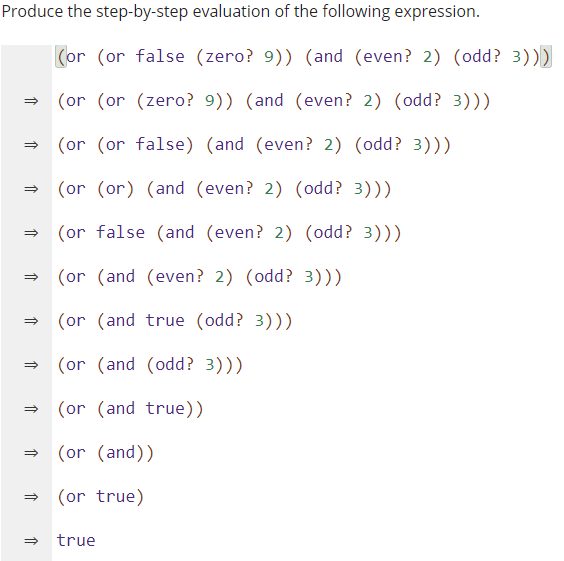 Produce the step-by-step evaluation of the following expression.
(or (or false (zero? 9)) (and (even? 2) (odd? 3)))
⇒ (or (or (zero? 9)) (and (even? 2) (odd? 3)))
⇒ (or (or false) (and (even? 2) (odd? 3)))
⇒ (or (or) (and (even? 2) (odd? 3)))
⇒ (or false (and (even? 2) (odd? 3)))
⇒ (or (and (even? 2) (odd? 3)))
⇒ (or (and true (odd? 3)))
⇒ (or (and (odd? 3)))
⇒ (or (and true))
⇒ (or (and))
⇒ (or true)
⇒ true